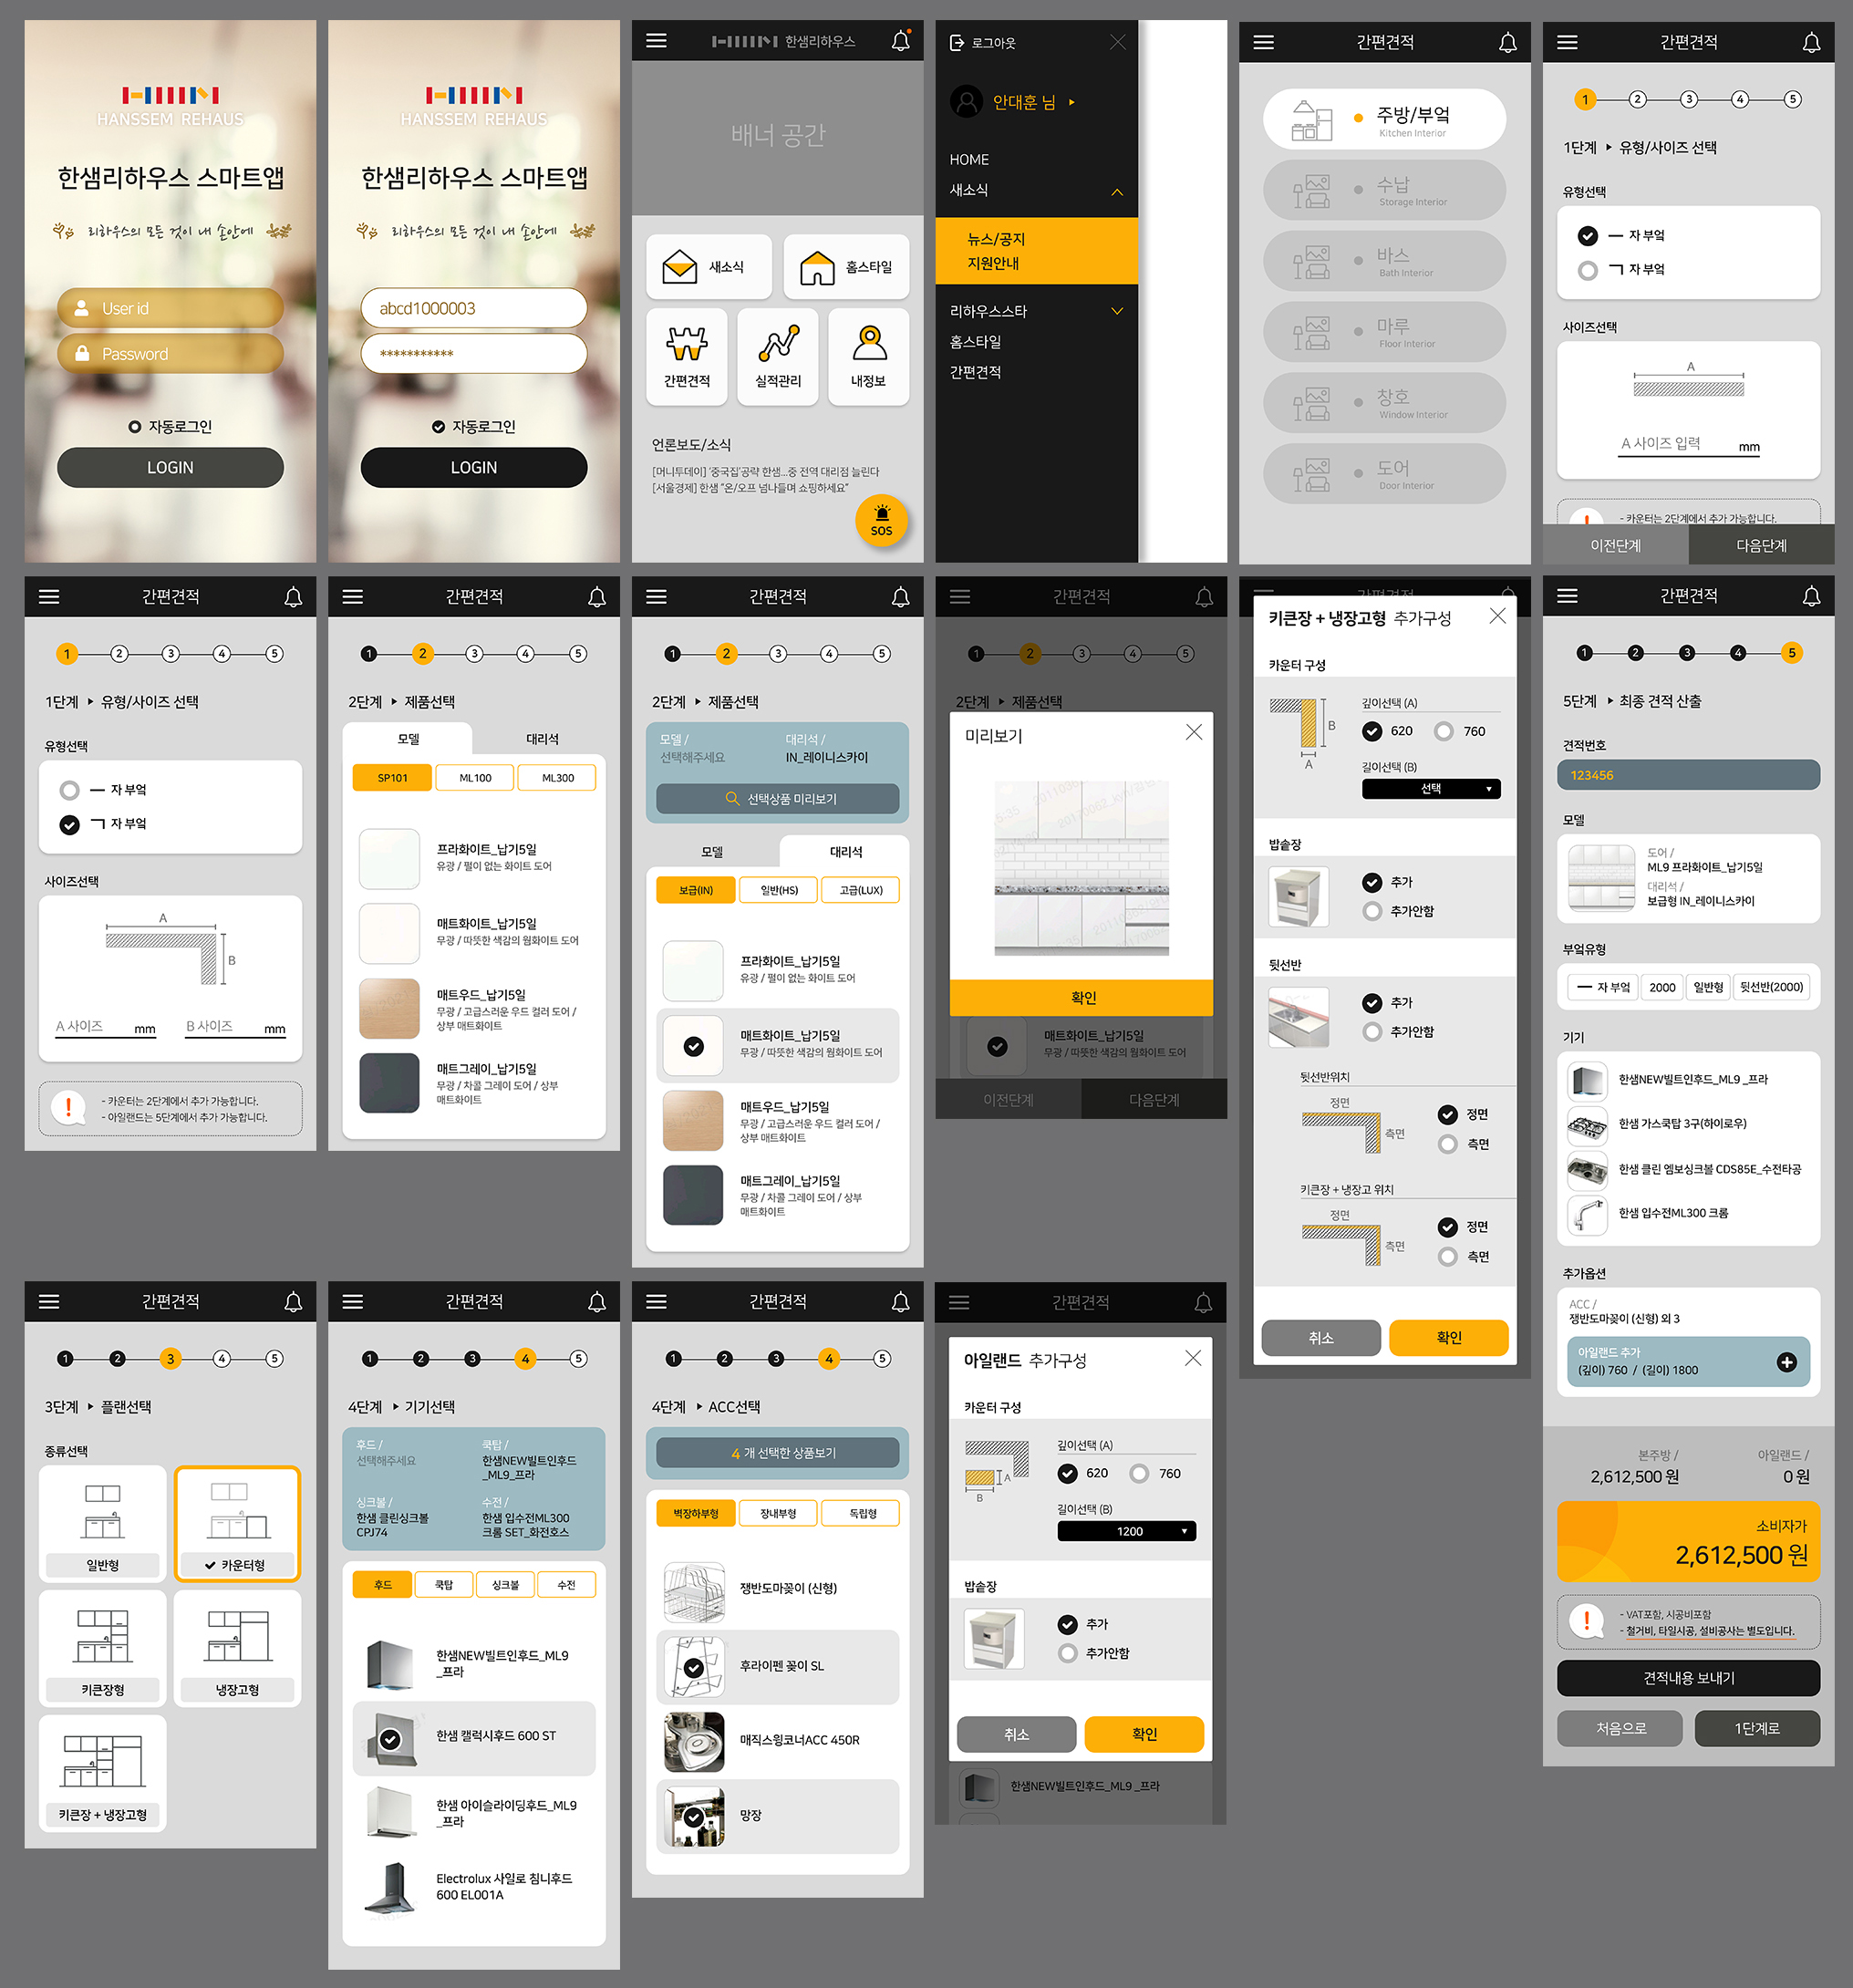 HANSSEM REHAUS
한샘리하우스 스마트앱
리하우스의 모든 것이 내 손안에
User id
Password
자동로그인
LOGIN
HANSSEM REHAUS
한샘리하우스 스마트앱
리하우스의 모든 것이 내 손안에
abcd1000003
***********
자동로그인
LOGIN
한샘리하우스
배너 공간
새소식
홈스타일
간편견적
실적관리
내정보
언론보도/소식
[머니투데이] '중국집'공략 한샘...중 전역 대리점 늘린다
[서울경제] 한샘 “온/오프 넘나들며 쇼핑하세요”
SOS
로그아웃
안대훈 님
HOME
새소식
뉴스/공지
지원안내
리하우스스타
홈스타일
간편견적
간편견적
주방/부엌
Kitchen Interior
수납
Storage Interior
바스
Bath Interior
마루
Floor Interior
창호
Window Interior
도어
Door Interior
간편견적
1 2 3 4 5
1단계 ▶ 유형/사이즈 선택
유형선택
자 부엌
자 부엌
사이즈선택
A
A 사이즈 입력 mm
- 카운터는 2단계에서 추가 가능합니다.
이전단계 다음단계
간편견적
1 2 3 4 5
1단계 ▶ 유형/사이즈 선택
유형선택
자 부엌
자 부엌
사이즈선택
A
B
A 사이즈 mm B 사이즈 mm
- 카운터는 2단계에서 추가 가능합니다.
- 아일랜드는 5단계에서 추가 가능합니다.
간편견적
1 2 3 4 5
2단계 ▶ 제품선택
모델 대리석
SP101 ML100 ML300
프라화이트_납기5일
유광 / 펄이 없는 화이트 도어
매트화이트_납기5일
무광 / 따뜻한 색감의 웜화이트 도어
매트우드_납기5일
무광 / 고급스러운 우드 컬러 도어 /
상부 매트화이트
매트그레이_납기5일
무광 / 차콜 그레이 도어 / 상부
매트화이트
간편견적
1 2 3 4 5
2단계 ▶ 제품선택
모델 / 대리석 /
선택해주세요 IN_레이니스카이
선택상품 미리보기
모델 대리석
보급(IN) 일반(HS) 고급(LUX)
프라화이트_납기5일
유광 / 펄이 없는 화이트 도어
매트화이트_납기5일
무광 / 따뜻한 색감의 웜화이트 도어
매트우드_납기5일
무광 / 고급스러운 우드 컬러 도어 /
상부 매트화이트
매트그레이_납기5일
무광 / 차콜 그레이 도어 / 상부
매트화이트
간편견적
1 2 3 4 5
2단계 ▶ 제품선택
미리보기
확인
매트화이트_납기5일
무광 / 따뜻한 색감의 웜화이트 도어
이전단계 다음단계
간편견적
키큰장 + 냉장고형 추가구성
카운터 구성
B
A
깊이선택 (A)
620 760
길이선택 (B)
선택
밥솥장
추가
추가안함
뒷선반
추가
추가안함
뒷선반위치
정면
측면
정면
측면
키큰장 + 냉장고 위치
정면
측면
정면
측면
취소 확인
간편견적
1 2 3 4 5
5단계 ▶ 최종 견적 산출
견적번호
123456
모델
도어 /
ML9 프라화이트_납기5일
대리석 /
보급형 IN_레이니스카이
부엌유형
자 부엌 2000 일반형 뒷선반(2000)
기기
한샘NEW빌트인후드_ML9 _프라
한샘 가스쿡탑 3구(하이로우)
한샘 클린 엠보싱크볼 CDS85E_수전타공
한샘 입수전ML300 크롬
추가옵션
ACC /
쟁반도마꽂이 (신형) 외 3
아일랜드 추가
(깊이) 760 / (길이) 1800
본주방 / 아일랜드 /
2,612,500 원 0 원
소비자가
2,612,500 원
- VAT포함, 시공비포함
- 철거비, 타일시공, 설비공사는 별도입니다.
견적내용 보내기
처음으로 1단계로
간편견적
1 2 3 4 5
3단계 ▶ 플랜선택
종류선택
일반형
카운터형
키큰장형
냉장고형
키큰장 + 냉장고형
간편견적
1 2 3 4 5
4단계 ▶ 기기선택
후드 / 쿡탑 /
선택해주세요 한샘NEW빌트인후드
_ML9_프라
싱크볼 / 수전 /
한샘 클린싱크볼 한샘 입수전ML300
CPJ74 크롬 SET_화전호스
후드 쿡탑 싱크볼 수전
한샘NEW빌트인후드_ML9
_프라
한샘 캘럭시후드 600 ST
한샘 아이슬라이딩후드_ML9
_프라
Electrolux 사일로 침니후드
600 EL001A
간편견적
1 2 3 4 5
4단계 ▶ ACC선택
4 개 선택한 상품보기
벽장하부형 장내부형 독립형
쟁반도마꽂이 (신형)
후라이펜 꽂이 SL
매직스윙코너ACC 450R
망장
간편견적
아일랜드 추가구성
카운터 구성
A
B
깊이선택 (A)
620 760
길이선택 (B)
1200
밥솥장
추가
추가안함
취소 확인
한샘NEW빌트인후드_ML9 _프라